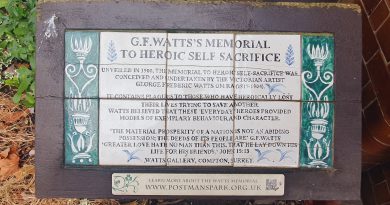 G.F.WATTS'S MEMORIAL
TO HEROIC SELF SACRIFICE
UNVEILED IN 1900, THE MEMORIAL TO HEROIC SELF-SACRIFICE WAS
CONCEIVED AND UNDERTAKEN BY THE VICTORIAN ARTIST
GEORGE FREDERIC WATTS OM RA (1817-1904).
IT CONTAINS PLAQUES TO THOSE WHO HAVE HEROICALLY LOST
THEIR LIVES TRYING TO SAVE ANOTHER.
WATTS BELIEVED THAT THESE EVERYDAY HEROES PROVIDED
MODELS OF EXEMPLARY BEHAVIOUR AND CHARACTER.
"THE MATERIAL PROSPERITY OF A NATION IS NOT AN ABIDING
POSSESSION; THE DEEDS OF ITS PEOPLE ARE." G F WATTS
"GREATER LOVE HATH NO MAN THAN THIS, THAT HE LAY DOWN HIS
LIFE FOR HIS FRIENDS." JOHN 15:13
WATTS GALLERY, COMPTON, SURREY
LEARN MORE ABOUT THE WATTS MEMORIAL
WWW.POSTMANSPARK.ORG.UK